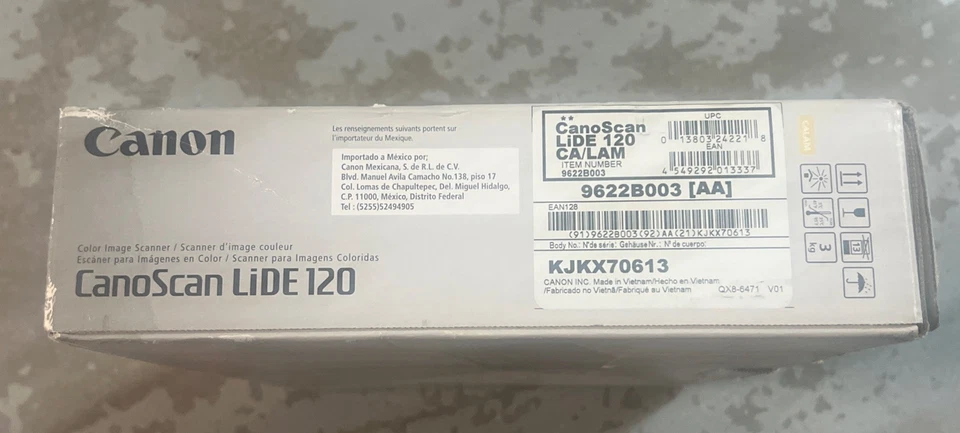 Canon
Les renseignements suivants portent sur
l'importateur du Mexique.
Importado a México por;
Canon Mexicana, S. de R.L. de C.V.
Blvd. Manuel Avila Camacho No.138, piso 17
Col. Lomas de Chapultepec, Del. Miguel Hidalgo,
C.P. 11000, México, Distrito Federal
Tel : (5255)52494905
Color Image Scanner / Scanner d'image couleur
Escáner para Imágenes en Color / Scanner para Imagens Coloridas
CanoScan LiDE 120
★★
CanoScan
LiDE 120
CA/LAM
ITEM NUMBER
9622B003
UPC
0 13803 24221 8
EAN
4 549292 013337
9622B003 [AA]
EAN128
(91)9622B003(92)AA(21)KJKX70613
Body No.: N°de série: Gehäuse Nr.: N° de cuerpo:
KJKX70613
CANON INC. Made in Vietnam/Hecho en Vietnam
/Fabricado no Vietnã/Fabriqué au Vietnam
QX8-6471 V01
CA/LAM
13
3
kg